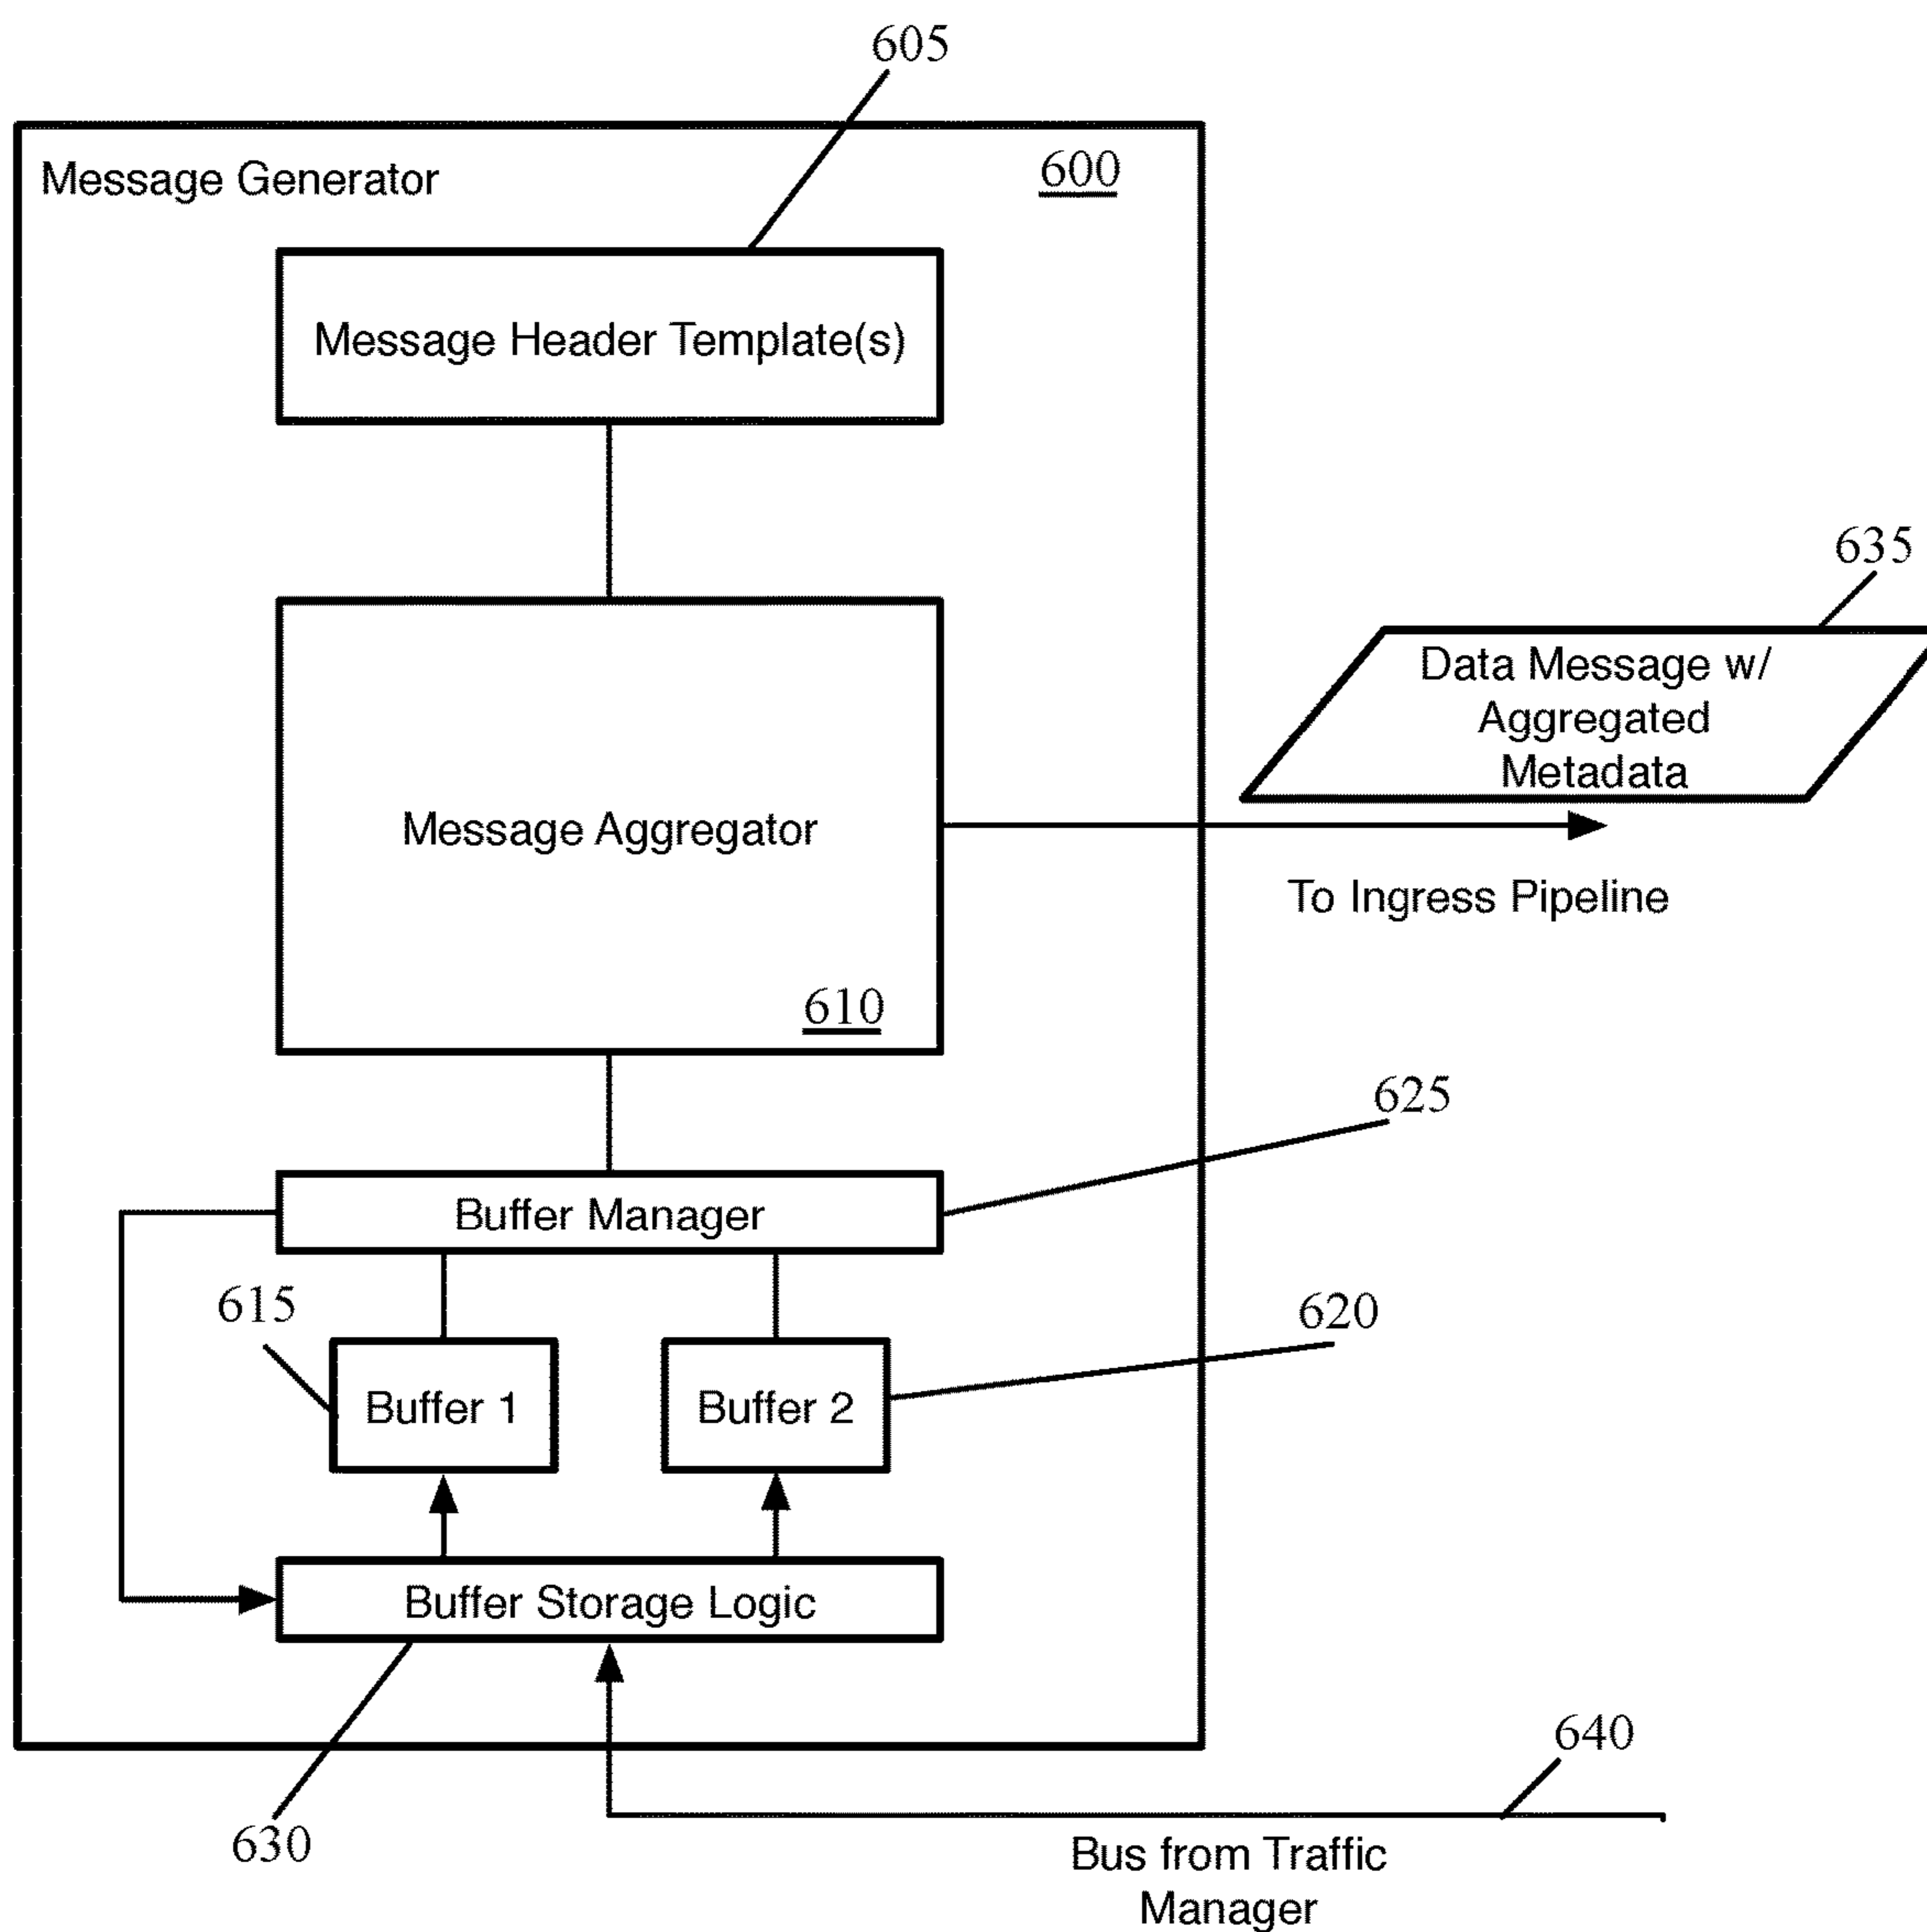 605
Message Generator
600
Message Header Template(s)
635
Data Message w/
Aggregated
Metadata
Message Aggregator
To Ingress Pipeline
610
625
Buffer Manager
615
620
Buffer 1
Buffer 2
Buffer Storage Logic
640
630
Bus from Traffic
Manager